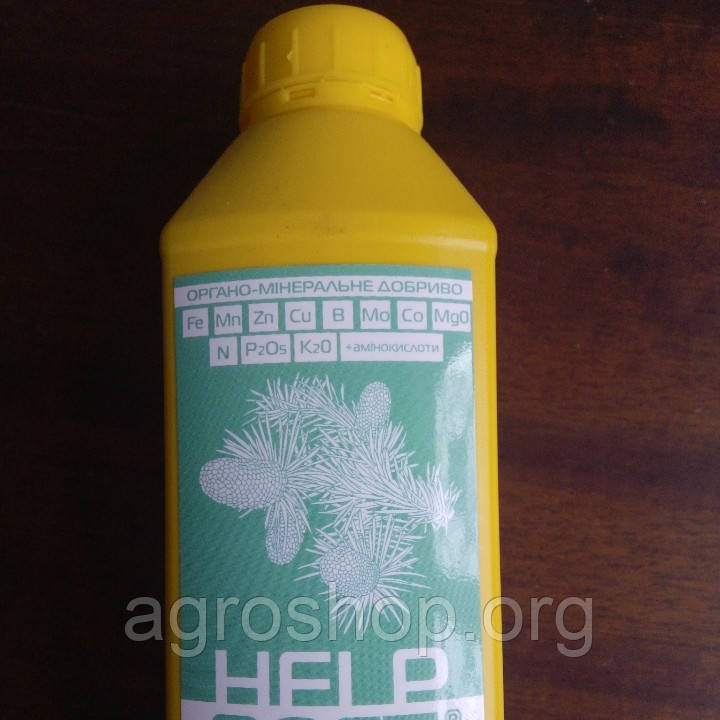 ОРГАНО-МІНЕРАЛЬНЕ ДОБРИВО
Fe Mn Zn Cu B Mo Co MgO
N P2O5 K2O +амінокислоти
agroshop.org
HELP